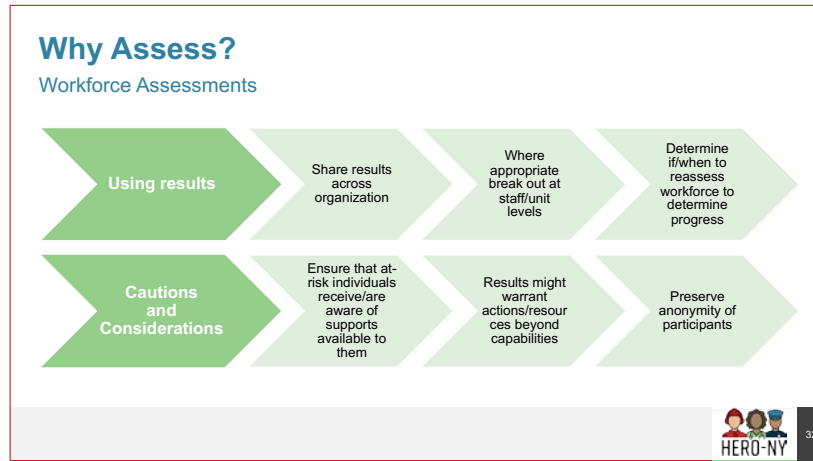 Why Assess?
Workforce Assessments
Using results
Share results
across
organization
Where
appropriate
break out at
staff/unit
levels
Determine
if/when to
reassess
workforce to
determine
progress
Cautions
and
Considerations
Ensure that at-
risk individuals
receive/are
aware of
supports
available to
them
Results might
warrant
actions/resour
ces beyond
capabilities
Preserve
anonymity of
participants
HERO-NY